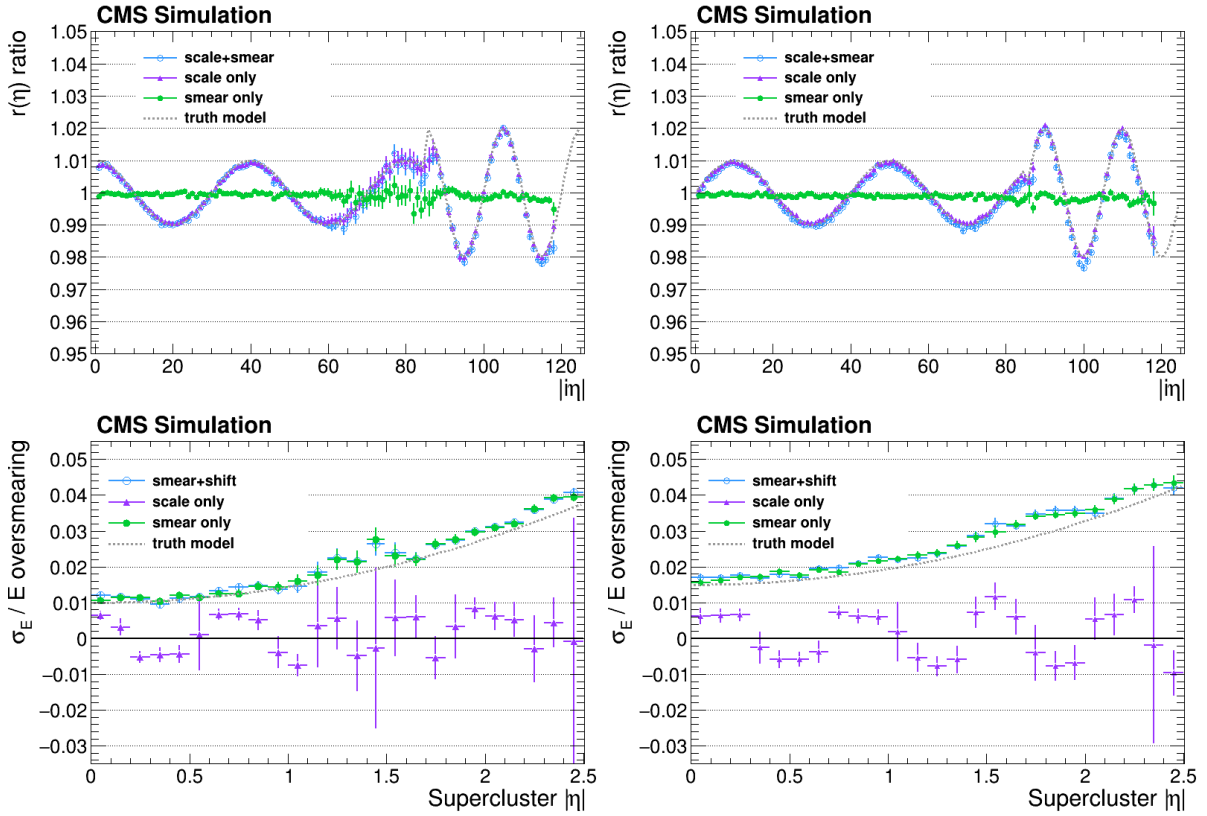 CMS Simulation
r(η) ratio
1.05
1.04
1.03
1.02
1.01
1
0.99
0.98
0.97
0.96
0.95
scale+smear
scale only
smear only
truth model
0 20 40 60 80 100 120
|iη|
CMS Simulation
r(η) ratio
1.05
1.04
1.03
1.02
1.01
1
0.99
0.98
0.97
0.96
0.95
scale+smear
scale only
smear only
truth model
0 20 40 60 80 100 120
|iη|
CMS Simulation
σE / E oversmearing
0.05
0.04
0.03
0.02
0.01
0
−0.01
−0.02
−0.03
smear+shift
scale only
smear only
truth model
0 0.5 1 1.5 2 2.5
Supercluster |η|
CMS Simulation
σE / E oversmearing
0.05
0.04
0.03
0.02
0.01
0
−0.01
−0.02
−0.03
smear+shift
scale only
smear only
truth model
0 0.5 1 1.5 2 2.5
Supercluster |η|